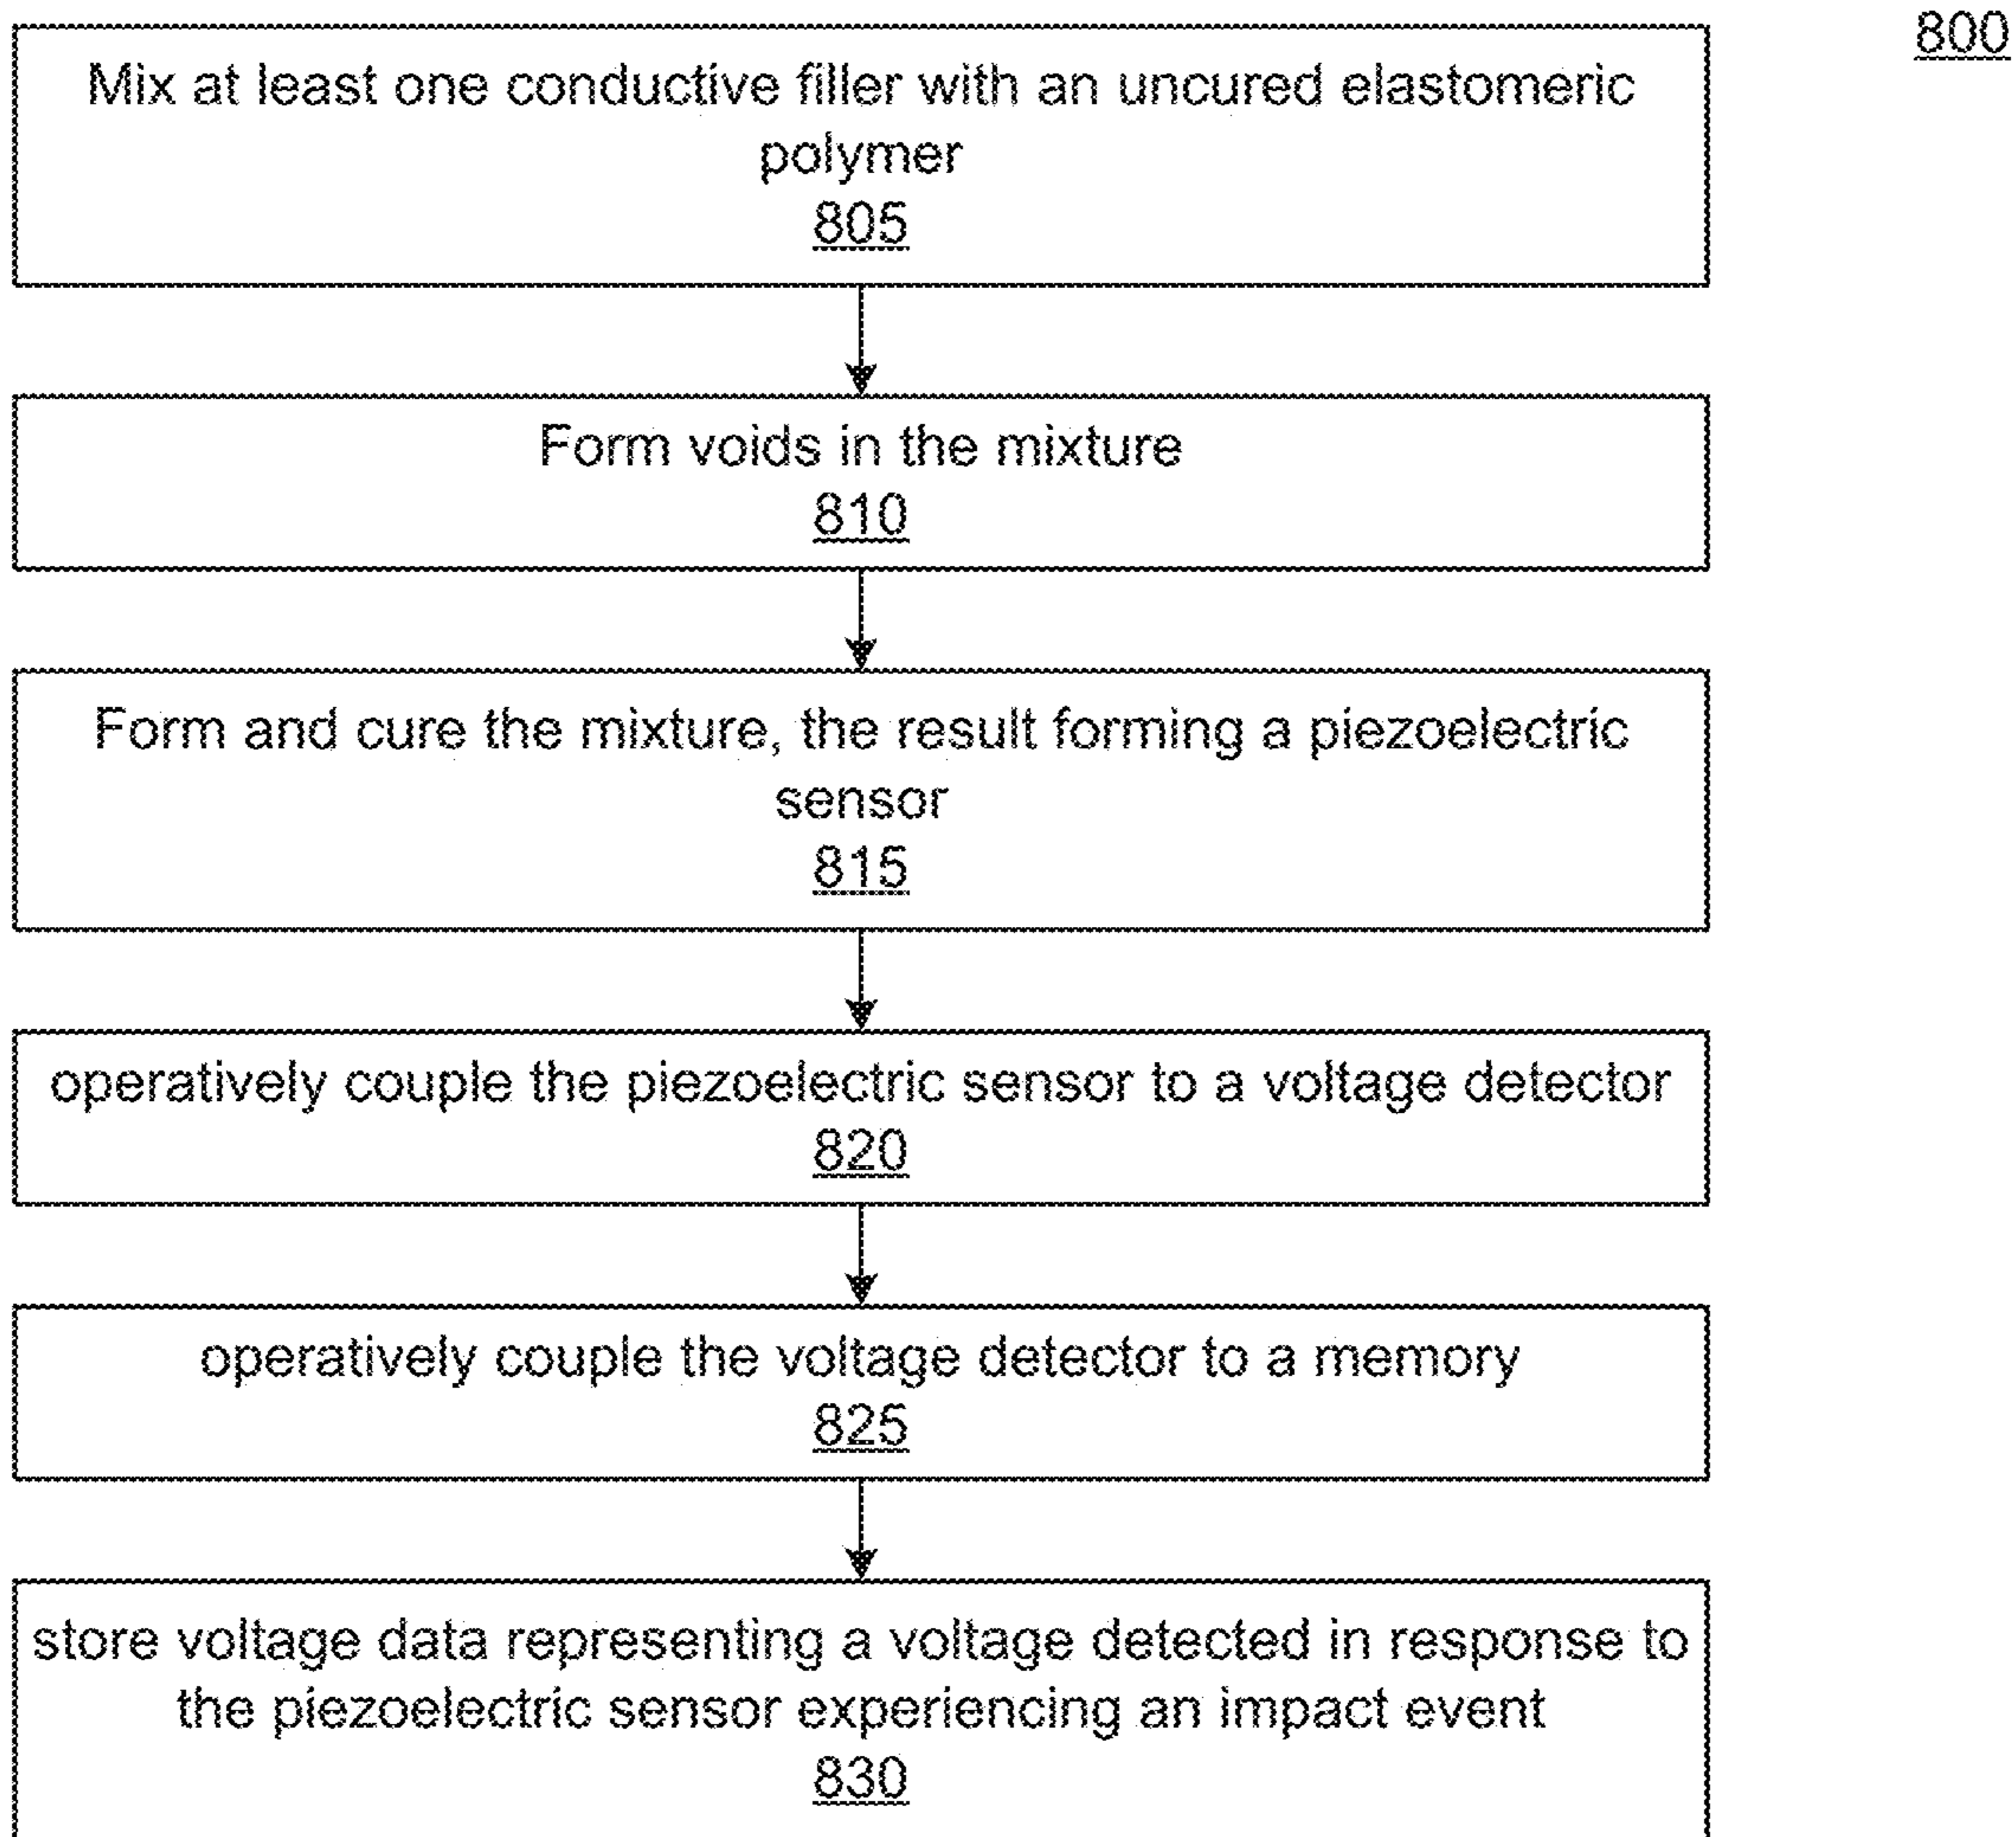 800
Mix at least one conductive filler with an uncured elastomeric
polymer
805
Form voids in the mixture
810
Form and cure the mixture, the result forming a piezoelectric
sensor
815
operatively couple the piezoelectric sensor to a voltage detector
820
operatively couple the voltage detector to a memory
825
store voltage data representing a voltage detected in response to
the piezoelectric sensor experiencing an impact event
830